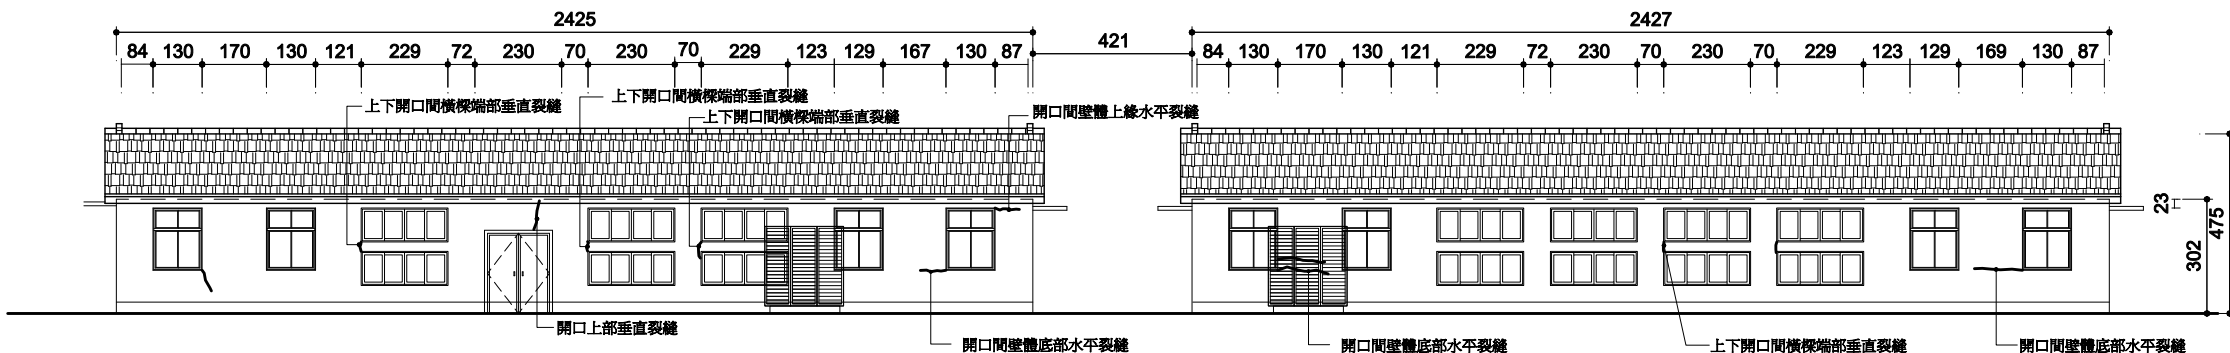 2425
2427
84 130 170 130 121 229 72 230 70 230 70 229 123 129 167 130 87
421
84 130 170 130 121 229 72 230 70 230 70 229 123 129 169 130 87
上下開口間橫樑端部垂直裂縫
上下開口間橫樑端部垂直裂縫
上下開口間橫樑端部垂直裂縫
開口間壁體上緣水平裂縫
23
302
475
開口上部垂直裂縫
開口間壁體底部水平裂縫
開口間壁體底部水平裂縫
上下開口間橫樑端部垂直裂縫
開口間壁體底部水平裂縫